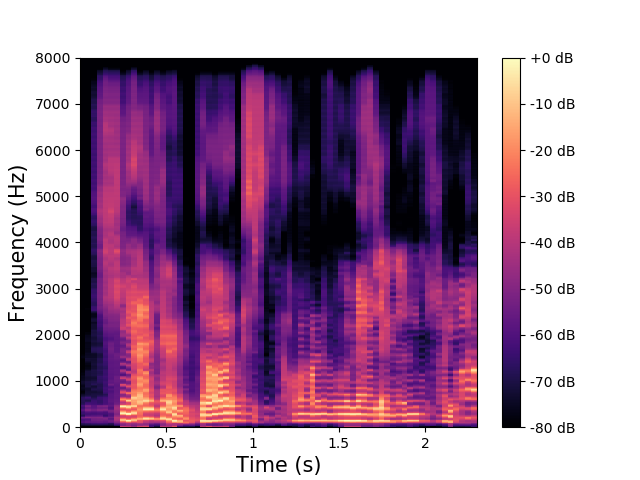 8000
7000
6000
5000
4000
3000
2000
1000
0
Frequency (Hz)
0
0.5
1
1.5
2
Time (s)
+0 dB
-10 dB
-20 dB
-30 dB
-40 dB
-50 dB
-60 dB
-70 dB
-80 dB